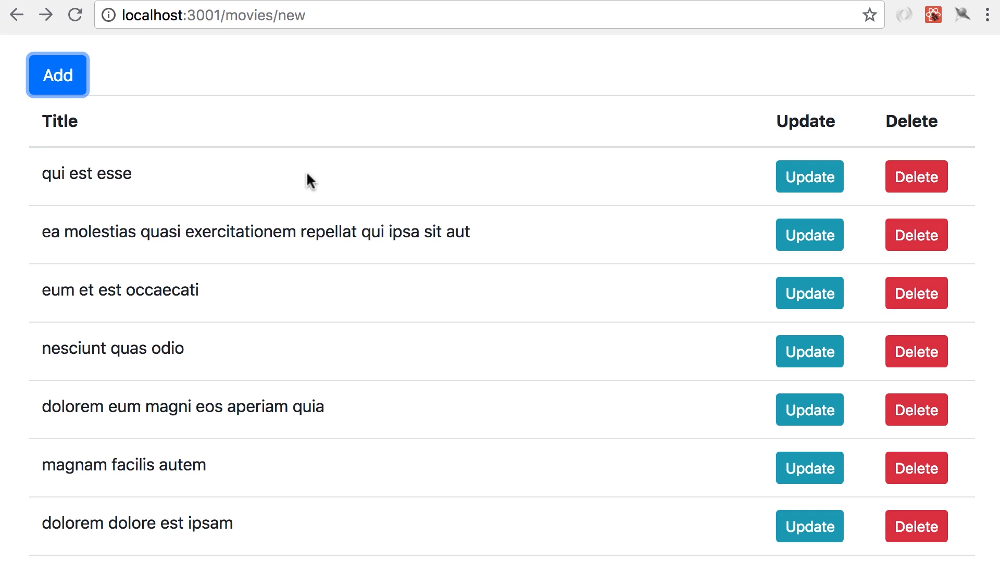 localhost:3001/movies/new
Add
Title Update Delete
qui est esse Update Delete
ea molestias quasi exercitationem repellat qui ipsa sit aut Update Delete
eum et est occaecati Update Delete
nesciunt quas odio Update Delete
dolorem eum magni eos aperiam quia Update Delete
magnam facilis autem Update Delete
dolorem dolore est ipsam Update Delete